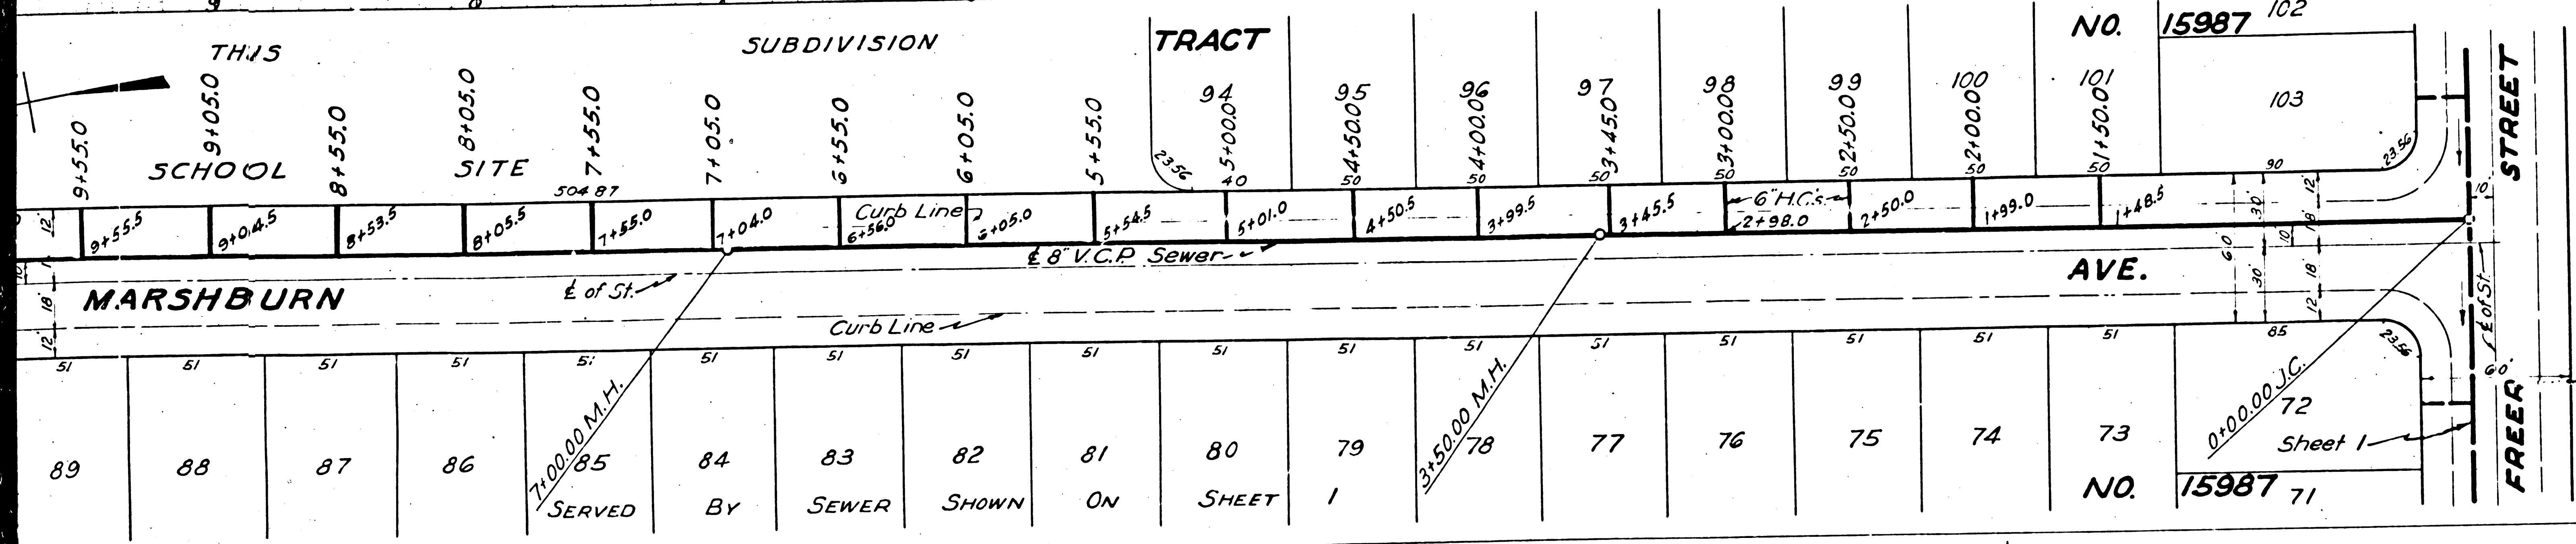 THIS SUBDIVISION TRACT NO. 15987 102
SCHOOL SITE
50487
9+55.0 9+05.0 8+55.0 8+05.0 7+55.0 7+05.0 6+55.0 6+05.0 5+55.0 5+00.0 4+50.0 4+00.0 3+45.0 3+00.0 2+50.0 2+00.0 1+50.0
94 95 96 97 98 99 100 101 103
23.56 40 50 50 50 50 50 50 50 90 23.56
12' 9+55.5 9+04.5 8+53.5 8+05.5 7+55.0 7+04.0 6+56.0 6+05.0 5+54.5 5+01.0 4+50.5 3+99.5 3+45.5 2+98.0 2+50.0 1+99.0 1+48.5
Curb Line
6" H.C.'s
12' 30' 18' 10' 60 30' 18' 12'
10'
℄ 8" V.C.P. Sewer
℄ of St.
MARSHBURN AVE.
18'
12'
Curb Line
FREER STREET
℄ of St.
60'
51 51 51 51 51 51 51 51 51 51 51 51 51 51 51 51 85 23.56
7+00.00 M.H.
3+50.00 M.H.
0+00.00 J.C.
89 88 87 86 85 84 83 82 81 80 79 78 77 76 75 74 73 72
Sheet 1
SERVED BY SEWER SHOWN ON SHEET 1
NO. 15987 71